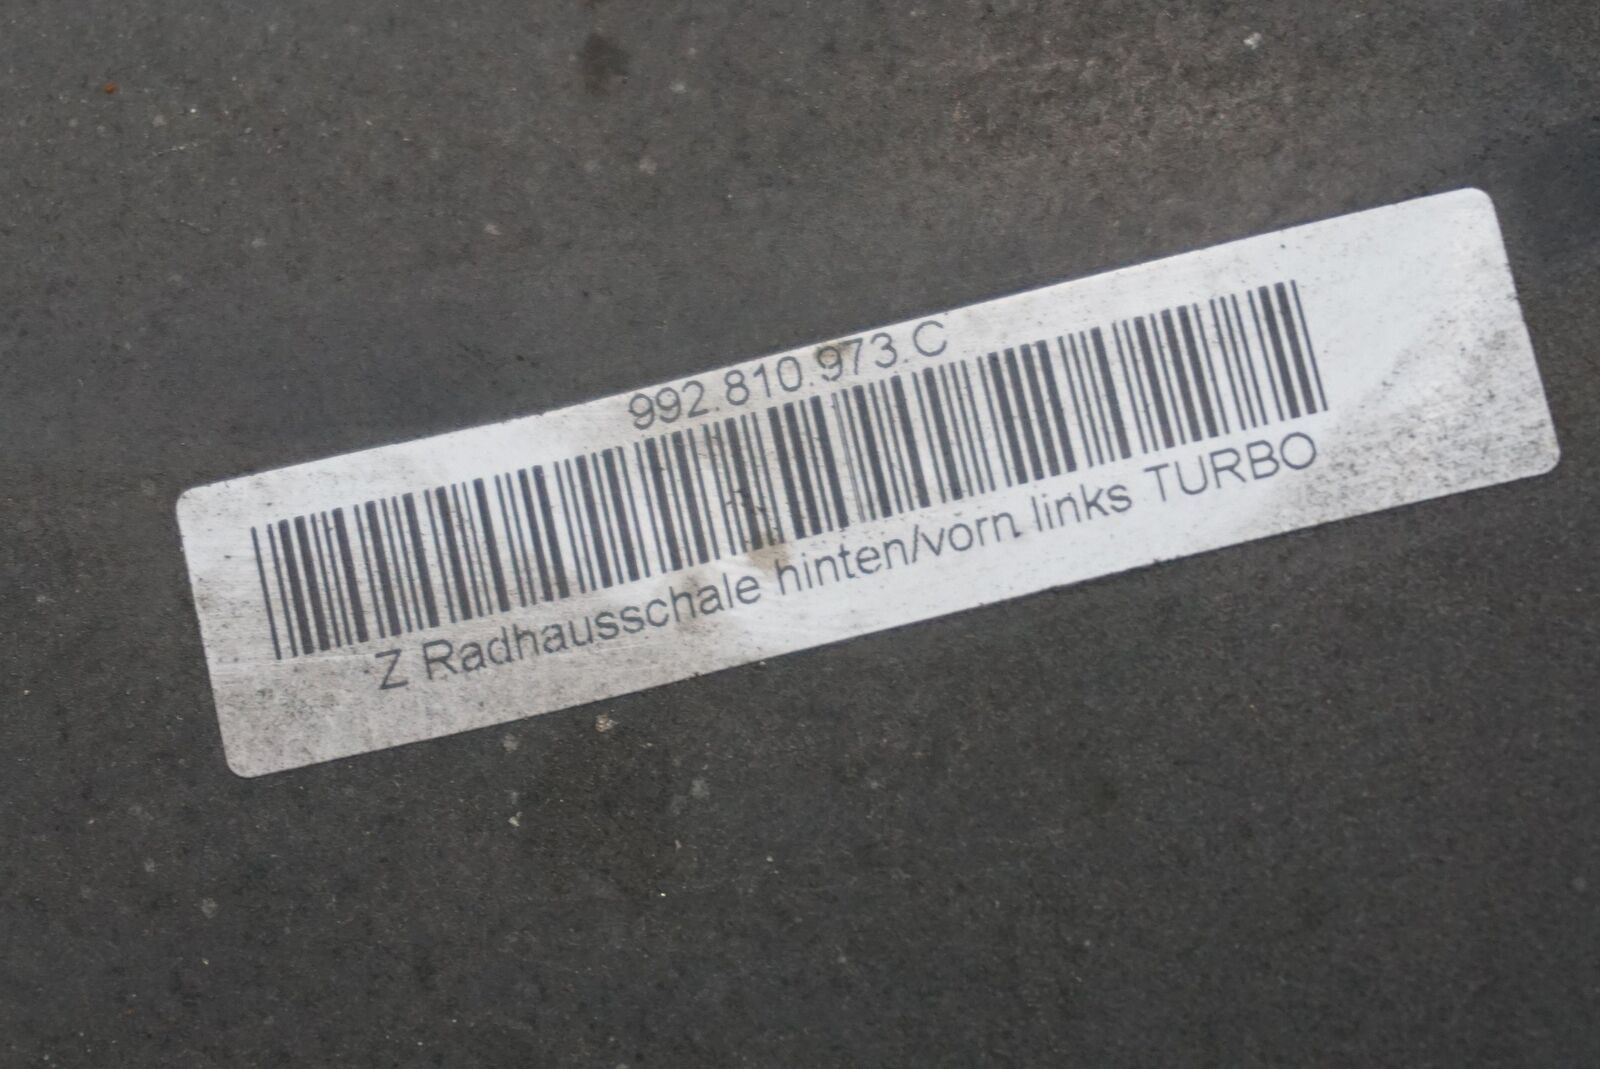 992.810.973.C
Z Radhausschale hinten/vorn links TURBO